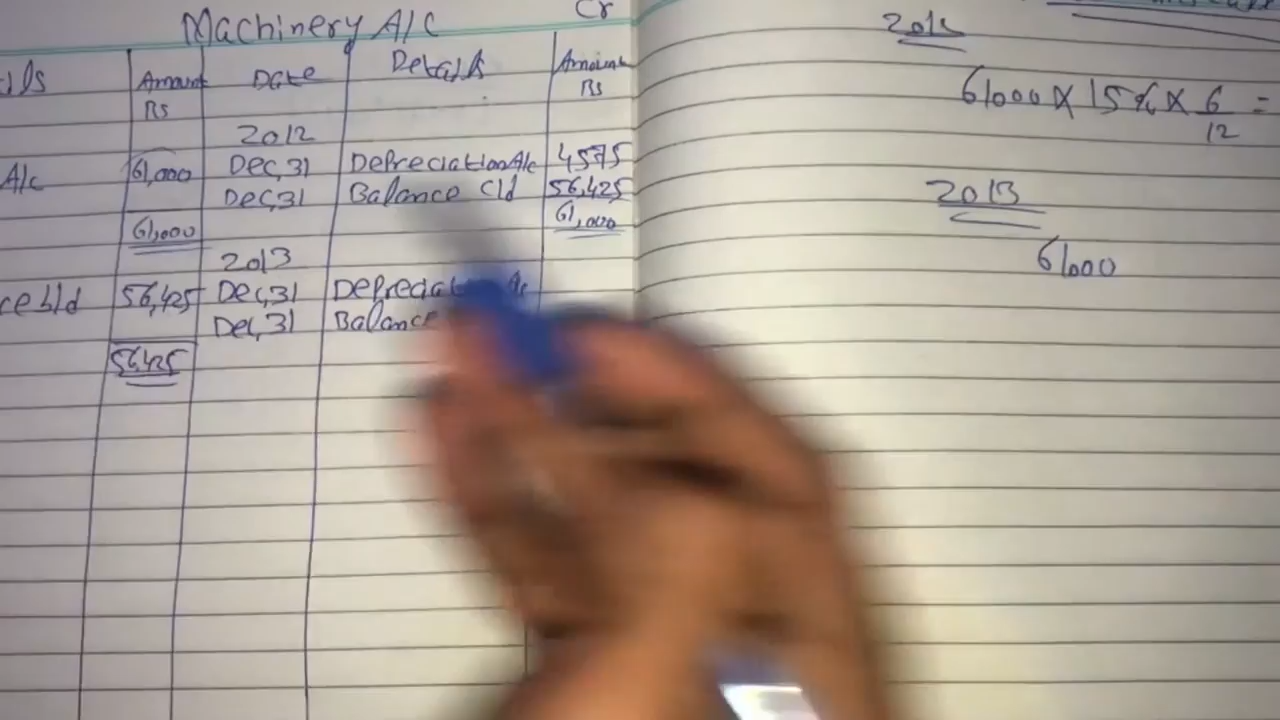 Machinery A/C
Cr
ils Amount Rs Date Details Amount Rs
2012
A/c 61,000 Dec,31 Depreciation A/c 4575
Dec,31 Balance C/d 56,425
61,000 61,000
2013
ce b/d 56,425 Dec,31 Depreciat
Dec,31 Balance
56,425
61000 X 15% X 6/12 =
2013
61000